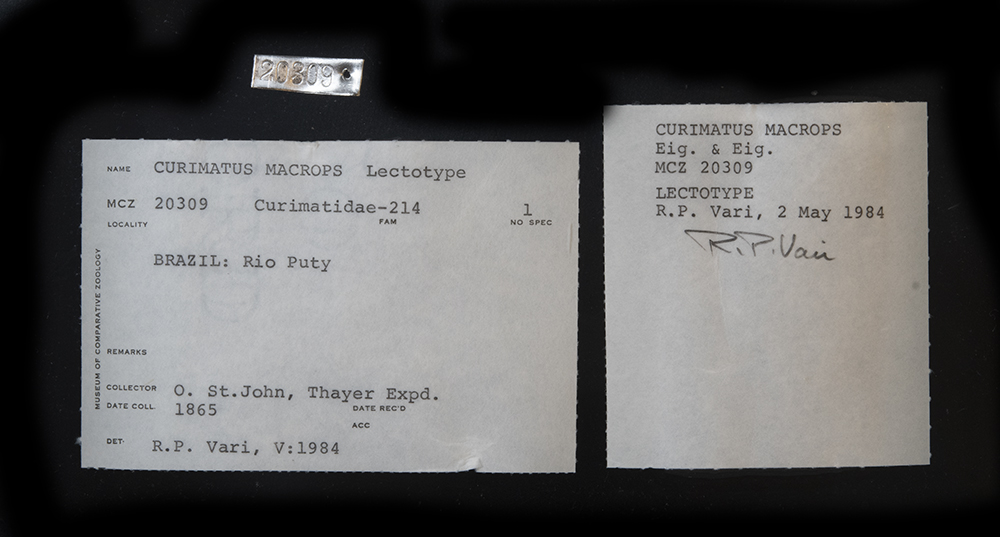 20309
NAME CURIMATUS MACROPS Lectotype
MCZ 20309 Curimatidae-214 1
LOCALITY FAM NO SPEC
BRAZIL: Rio Puty
MUSEUM OF COMPARATIVE ZOOLOGY
REMARKS
COLLECTOR O. St.John, Thayer Expd.
DATE COLL 1865 DATE REC'D
ACC
DET. R.P. Vari, V:1984
CURIMATUS MACROPS
Eig. & Eig.
MCZ 20309
LECTOTYPE
R.P. Vari, 2 May 1984
R.P. Vari